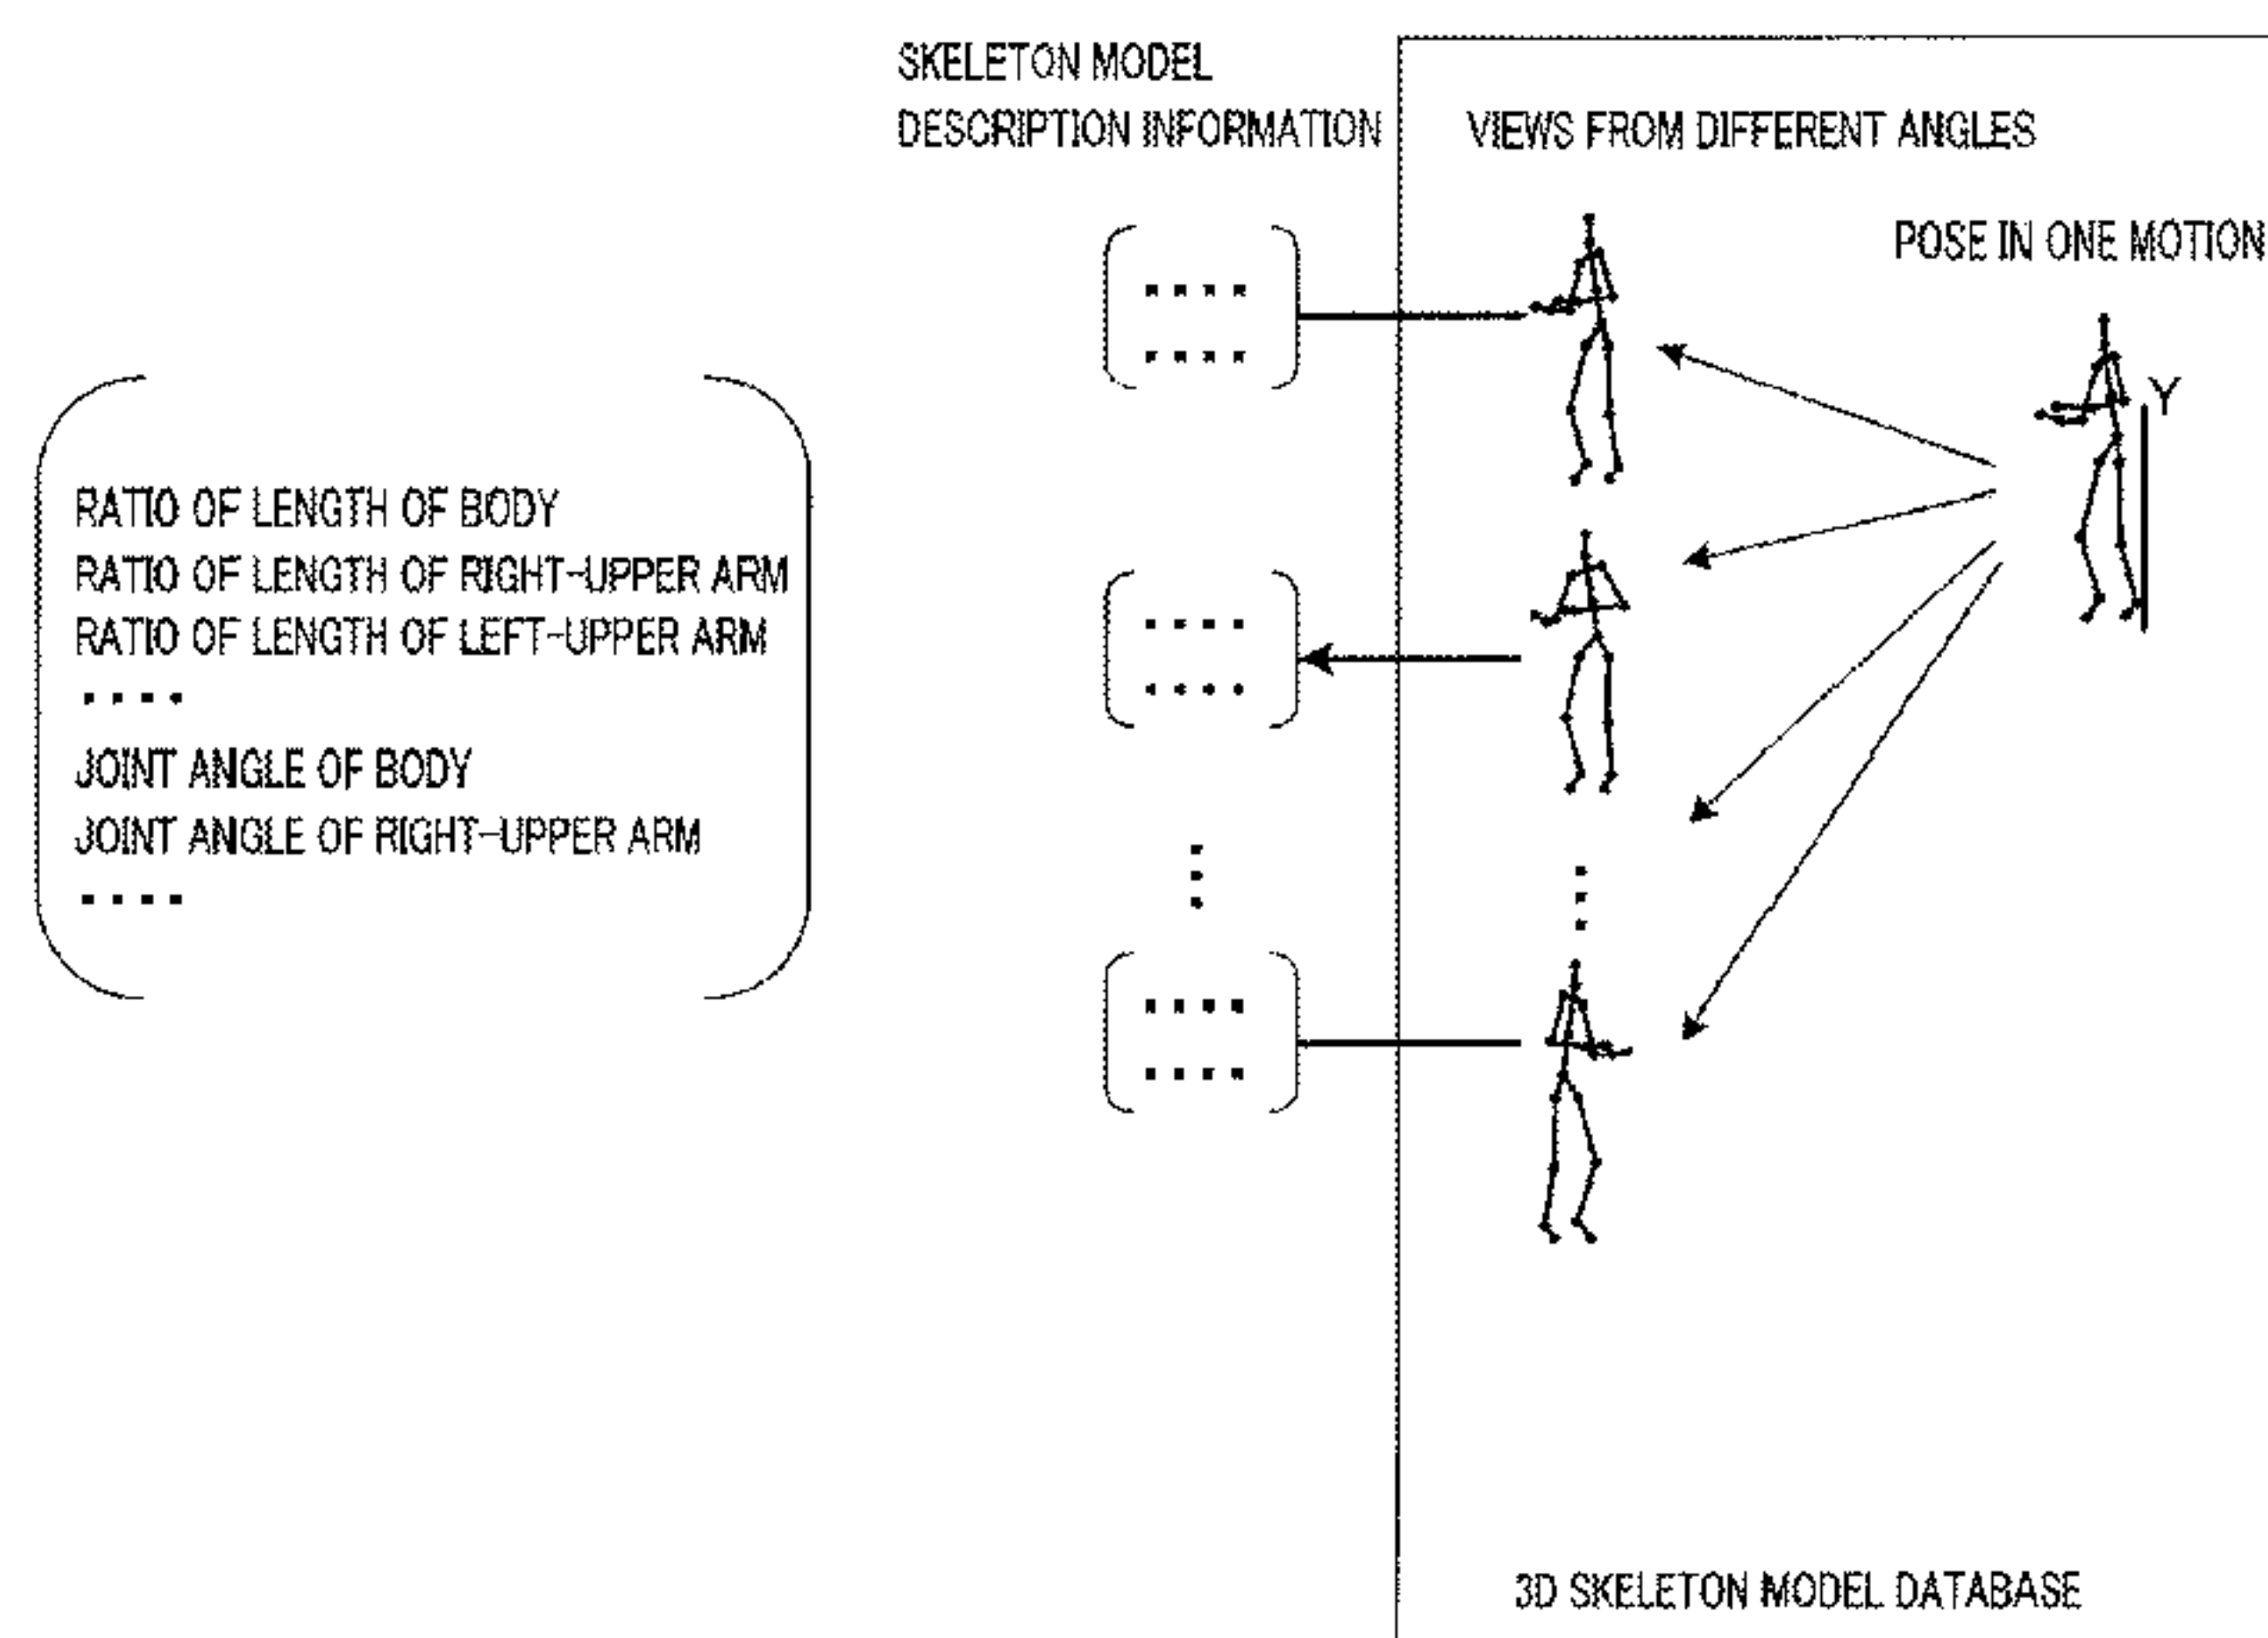 SKELETON MODEL
DESCRIPTION INFORMATION
VIEWS FROM DIFFERENT ANGLES
POSE IN ONE MOTION
Y
RATIO OF LENGTH OF BODY
RATIO OF LENGTH OF RIGHT-UPPER ARM
RATIO OF LENGTH OF LEFT-UPPER ARM
....
JOINT ANGLE OF BODY
JOINT ANGLE OF RIGHT-UPPER ARM
....
3D SKELETON MODEL DATABASE